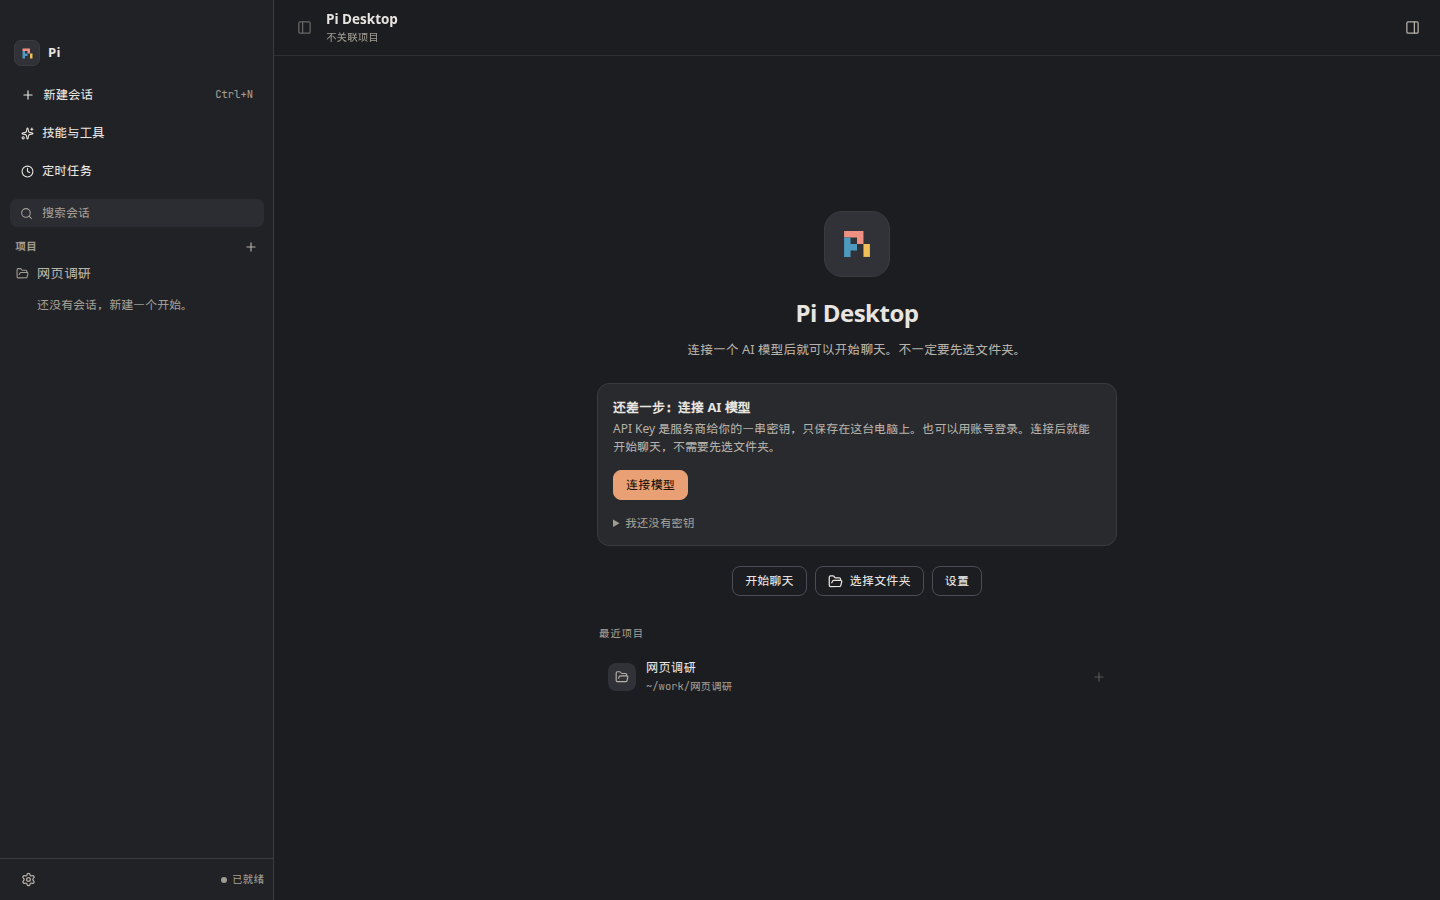 Pi
新建会话
Ctrl+N
技能与工具
定时任务
搜索会话
项目
网页调研
还没有会话，新建一个开始。
已就绪
Pi Desktop
不关联项目
Pi Desktop
连接一个 AI 模型后就可以开始聊天。不一定要先选文件夹。
还差一步：连接 AI 模型
API Key 是服务商给你的一串密钥，只保存在这台电脑上。也可以用账号登录。连接后就能
开始聊天，不需要先选文件夹。
连接模型
我还没有密钥
开始聊天
选择文件夹
设置
最近项目
网页调研
~/work/网页调研